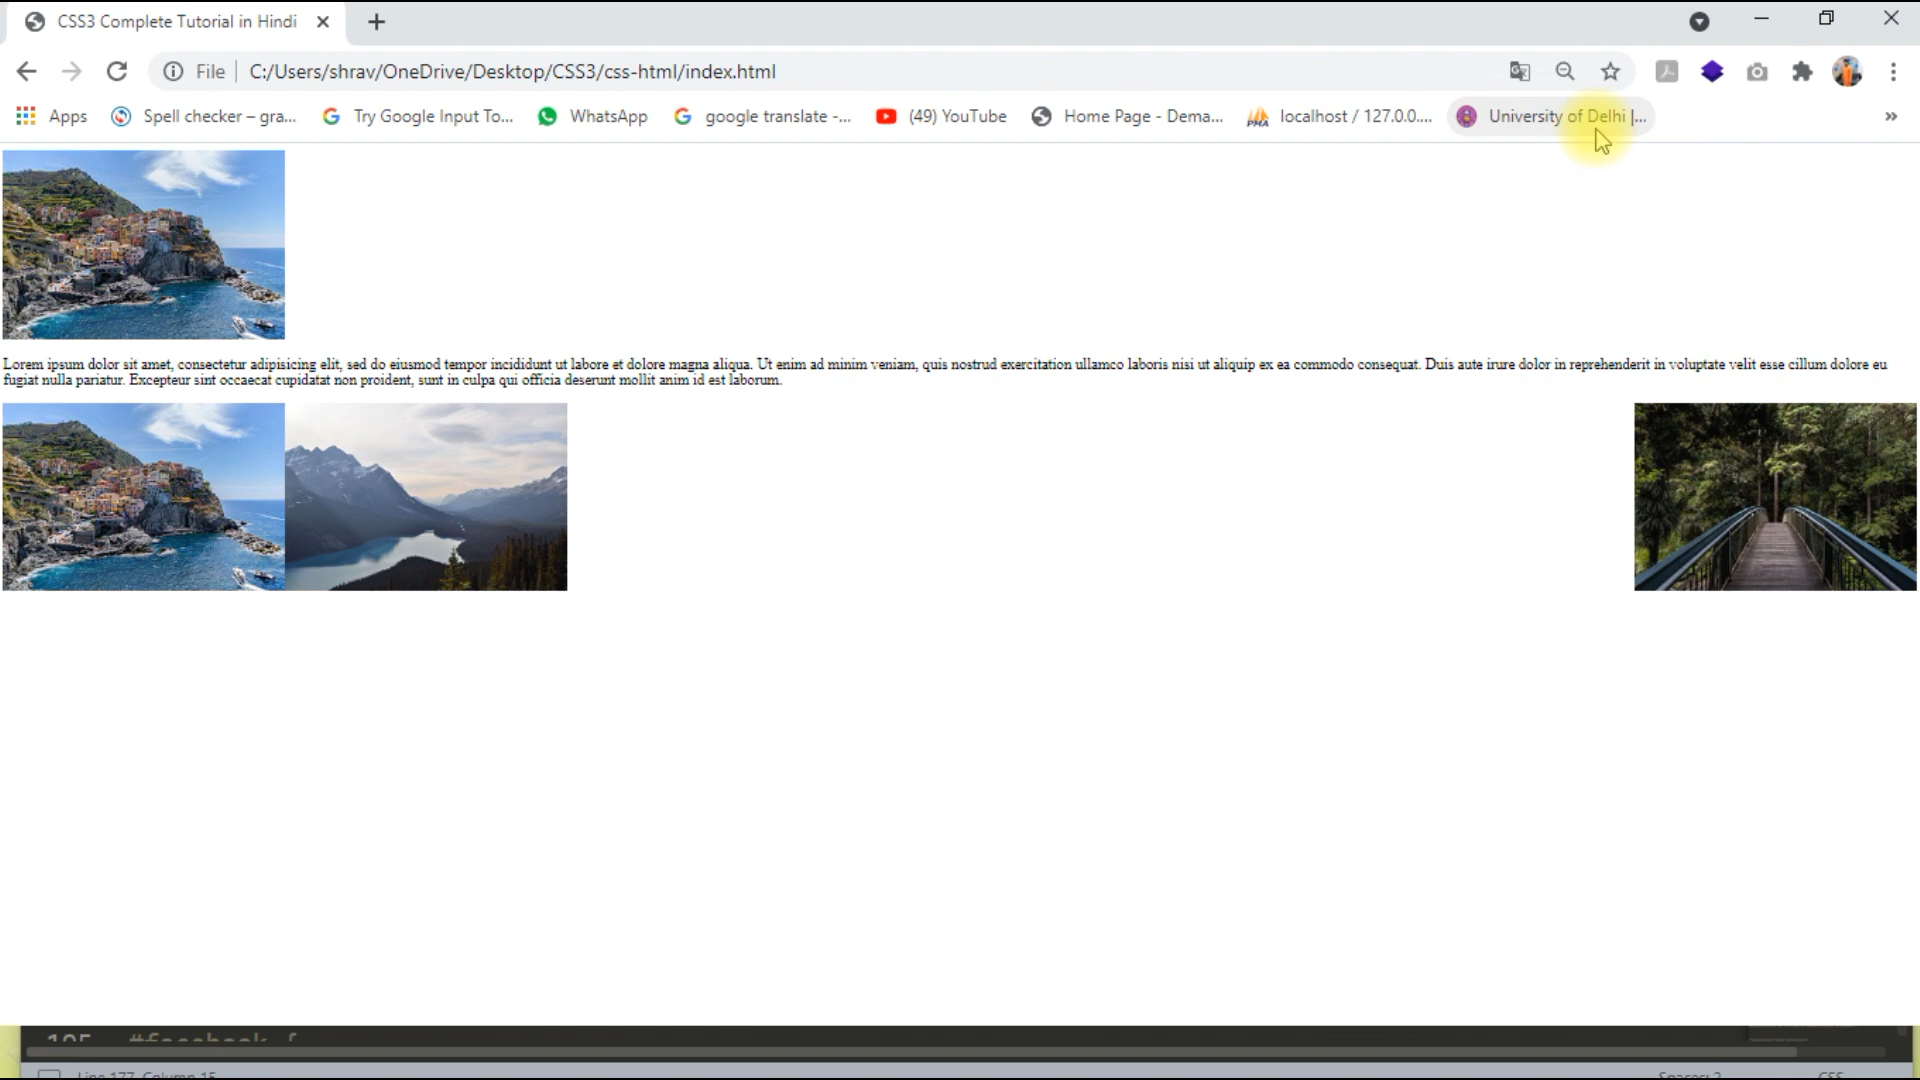 CSS3 Complete Tutorial in Hindi
File C:/Users/shrav/OneDrive/Desktop/CSS3/css-html/index.html
Apps Spell checker – gra... Try Google Input To... WhatsApp google translate -... (49) YouTube Home Page - Dema... localhost / 127.0.0.... University of Delhi |... »
PMA
Lorem ipsum dolor sit amet, consectetur adipisicing elit, sed do eiusmod tempor incididunt ut labore et dolore magna aliqua. Ut enim ad minim veniam, quis nostrud exercitation ullamco laboris nisi ut aliquip ex ea commodo consequat. Duis aute irure dolor in reprehenderit in voluptate velit esse cillum dolore eu
fugiat nulla pariatur. Excepteur sint occaecat cupidatat non proident, sunt in culpa qui officia deserunt mollit anim id est laborum.
Line 177, Column 15 CSS